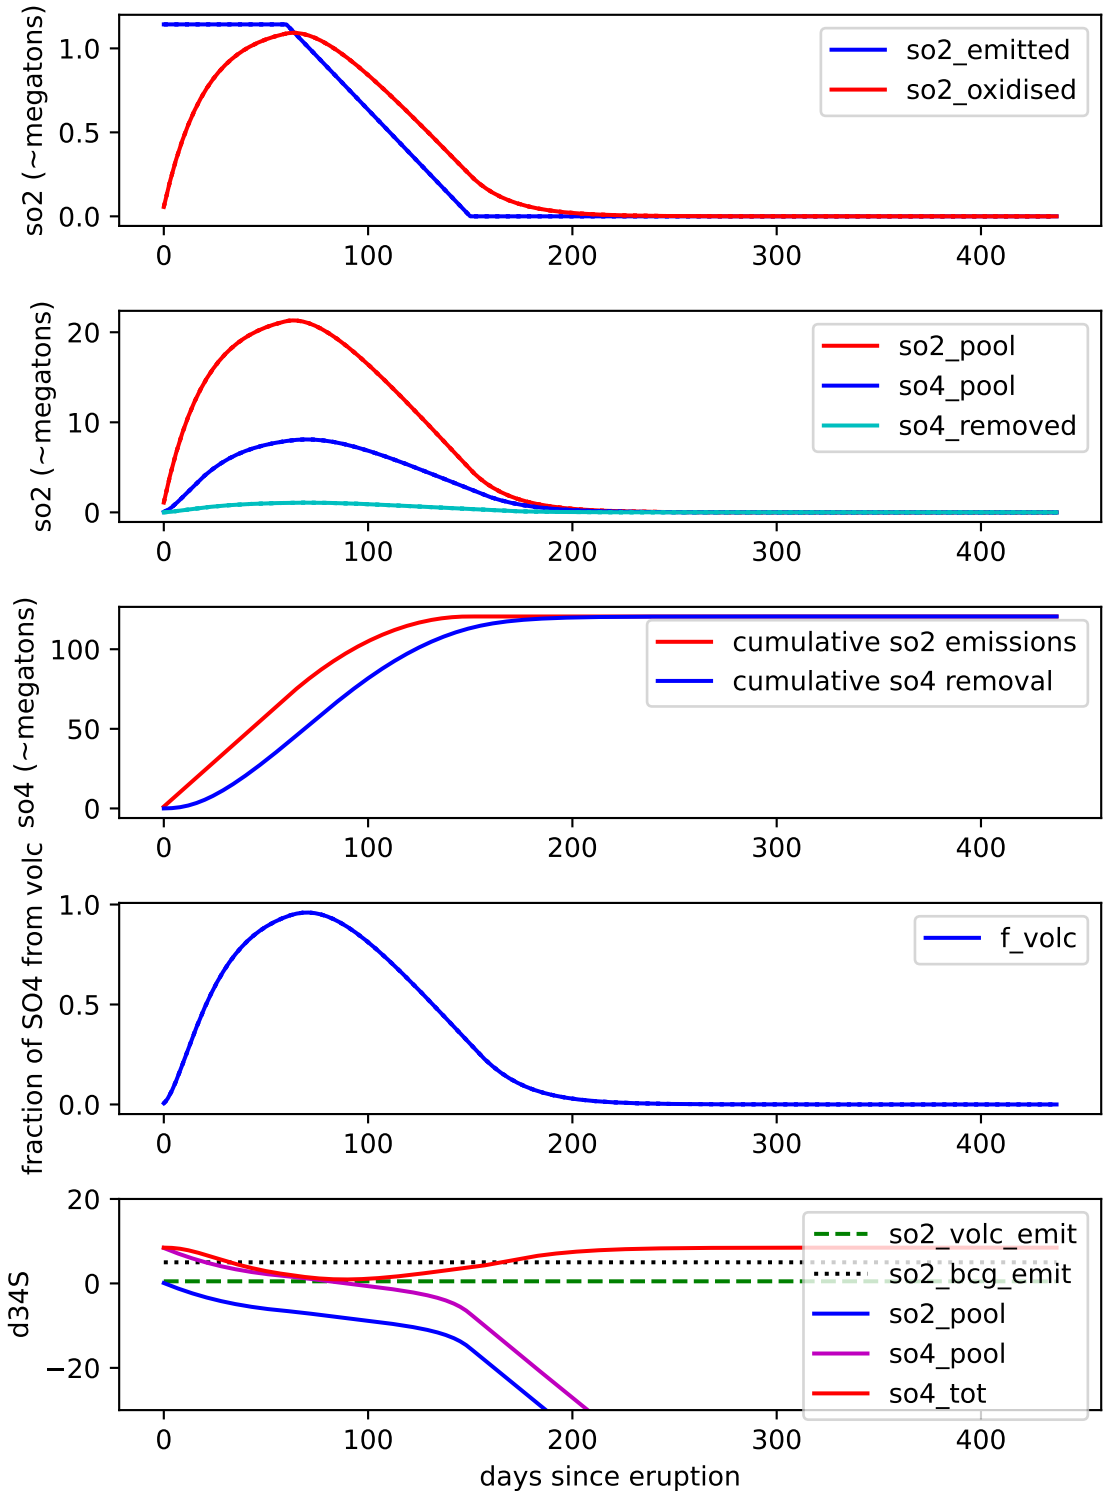 so2 (~megatons)
1.0
0.5
0.0
so2_emitted
so2_oxidised
0 100 200 300 400
so2 (~megatons)
20
10
0
so2_pool
so4_pool
so4_removed
0 100 200 300 400
so4 (~megatons)
100
50
0
cumulative so2 emissions
cumulative so4 removal
0 100 200 300 400
fraction of SO4 from volc
1.0
0.5
0.0
f_volc
0 100 200 300 400
d34S
20
0
−20
so2_volc_emit
so2_bcg_emit
so2_pool
so4_pool
so4_tot
0 100 200 300 400
days since eruption